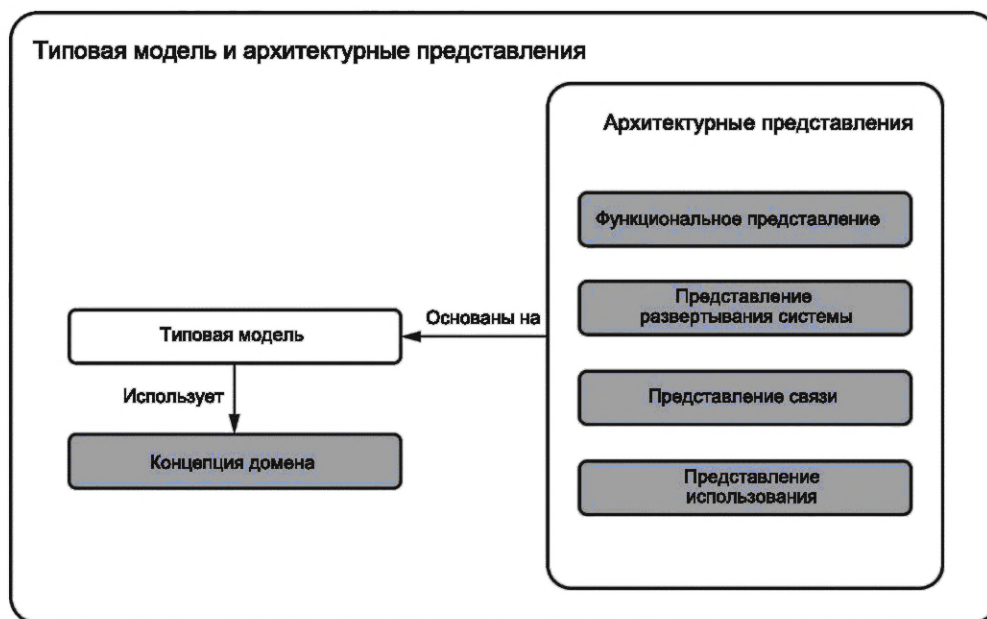 Типовая модель и архитектурные представления
Архитектурные представления
Функциональное представление
Представление
развертывания системы
Основаны на
Типовая модель
Использует
Представление связи
Концепция домена
Представление
использования